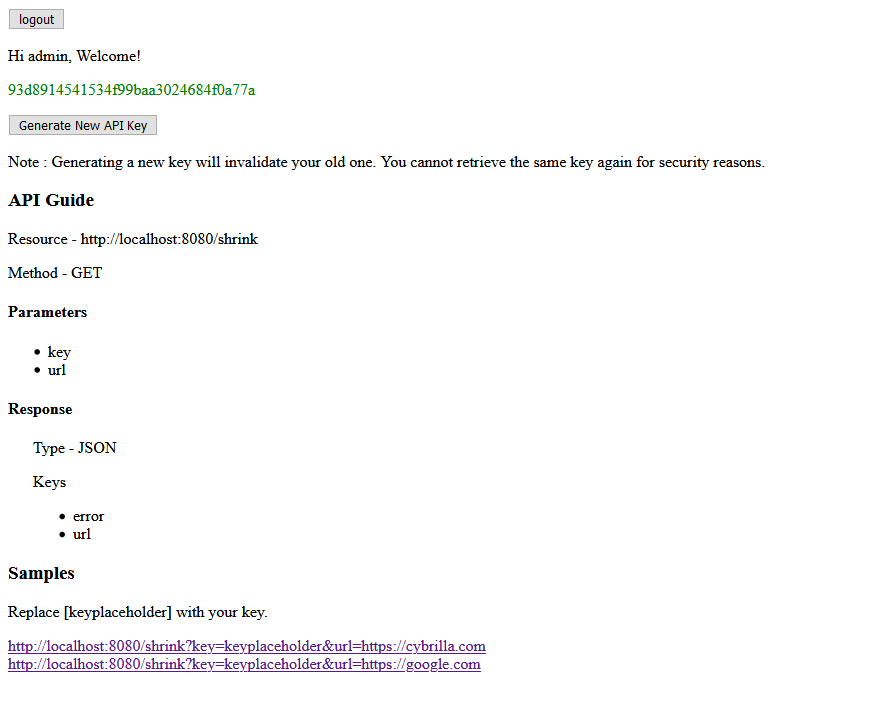 logout
Hi admin, Welcome!
93d8914541534f99baa3024684f0a77a
Generate New API Key
Note : Generating a new key will invalidate your old one. You cannot retrieve the same key again for security reasons.
API Guide
Resource - http://localhost:8080/shrink
Method - GET
Parameters
key
url
Response
Type - JSON
Keys
error
url
Samples
Replace [keyplaceholder] with your key.
http://localhost:8080/shrink?key=keyplaceholder&url=https://cybrilla.com
http://localhost:8080/shrink?key=keyplaceholder&url=https://google.com